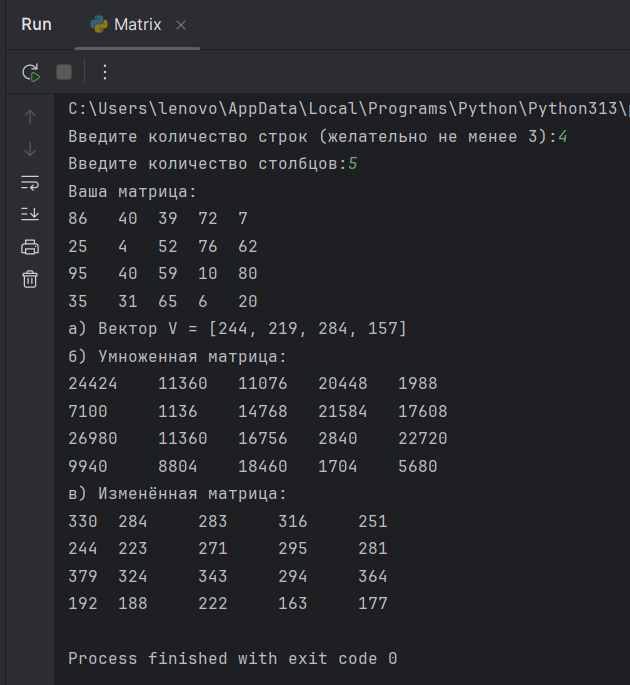 Run Matrix
C:\Users\lenovo\AppData\Local\Programs\Python\Python313\
Введите количество строк (желательно не менее 3):4
Введите количество столбцов:5
Ваша матрица:
86 40 39 72 7
25 4 52 76 62
95 40 59 10 80
35 31 65 6 20
а) Вектор V = [244, 219, 284, 157]
б) Умноженная матрица:
24424 11360 11076 20448 1988
7100 1136 14768 21584 17608
26980 11360 16756 2840 22720
9940 8804 18460 1704 5680
в) Изменённая матрица:
330 284 283 316 251
244 223 271 295 281
379 324 343 294 364
192 188 222 163 177
Process finished with exit code 0